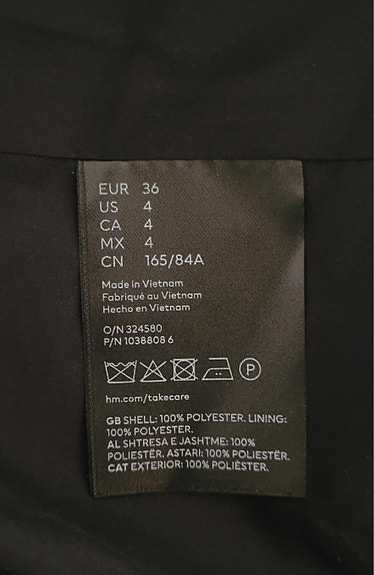 EUR 36
US 4
CA 4
MX 4
CN 165/84A
Made in Vietnam
Fabriqué au Vietnam
Hecho en Vietnam
O/N 324580
P/N 1038808 6
P
hm.com/takecare
GB SHELL: 100% POLYESTER. LINING:
100% POLYESTER.
AL SHTRESA E JASHTME: 100%
POLIESTËR. ASTARI: 100% POLIESTËR.
CAT EXTERIOR: 100% POLIÈSTER.